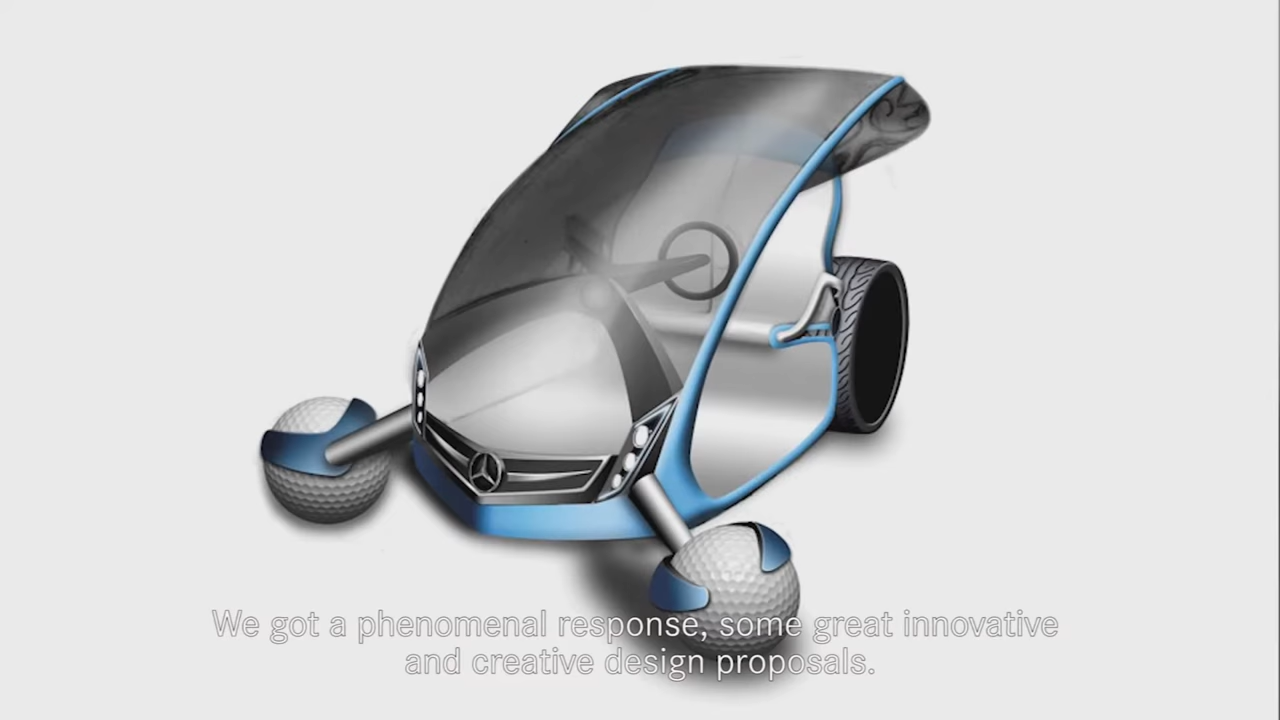 We got a phenomenal response, some great innovative
and creative design proposals.